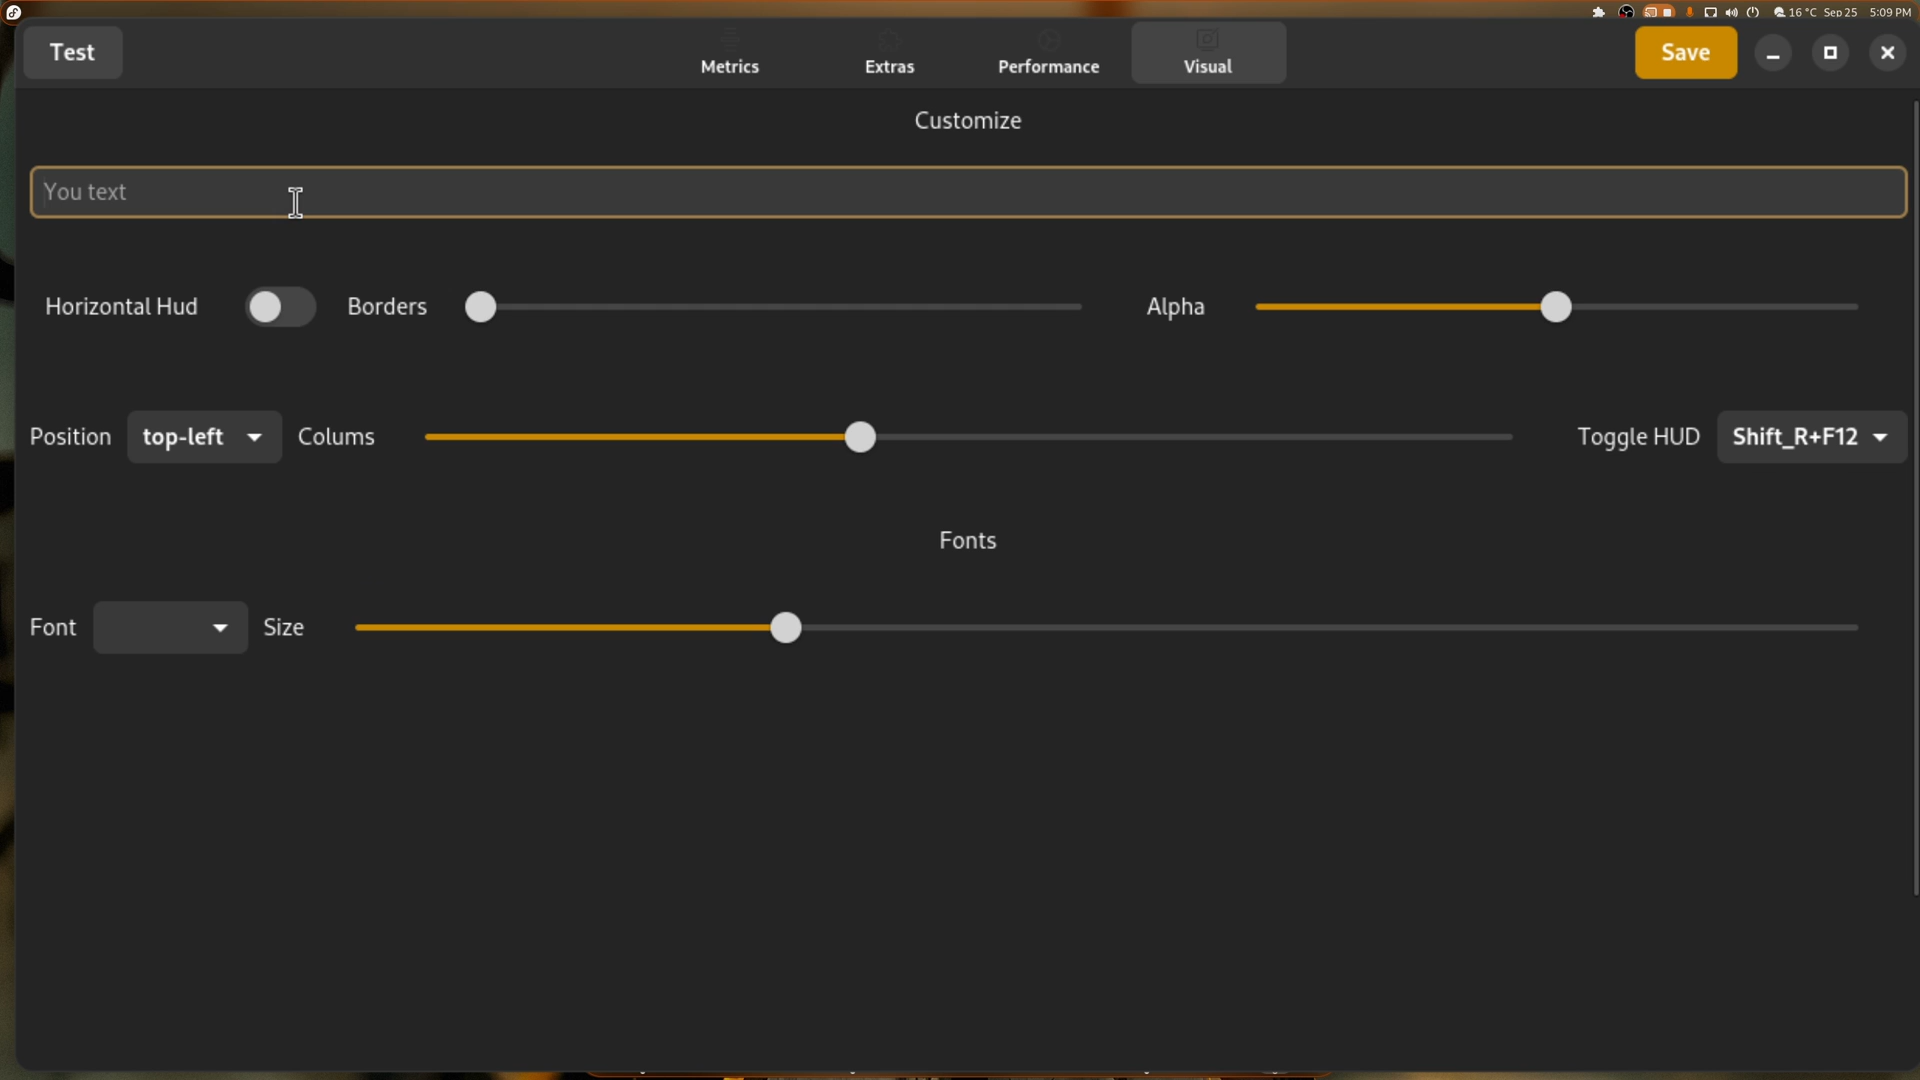 16 °C Sep 25 5:09 PM
Test Metrics Extras Performance Visual Save
Customize
You text
Horizontal Hud Borders Alpha
Position top-left Colums Toggle HUD Shift_R+F12
Fonts
Font Size